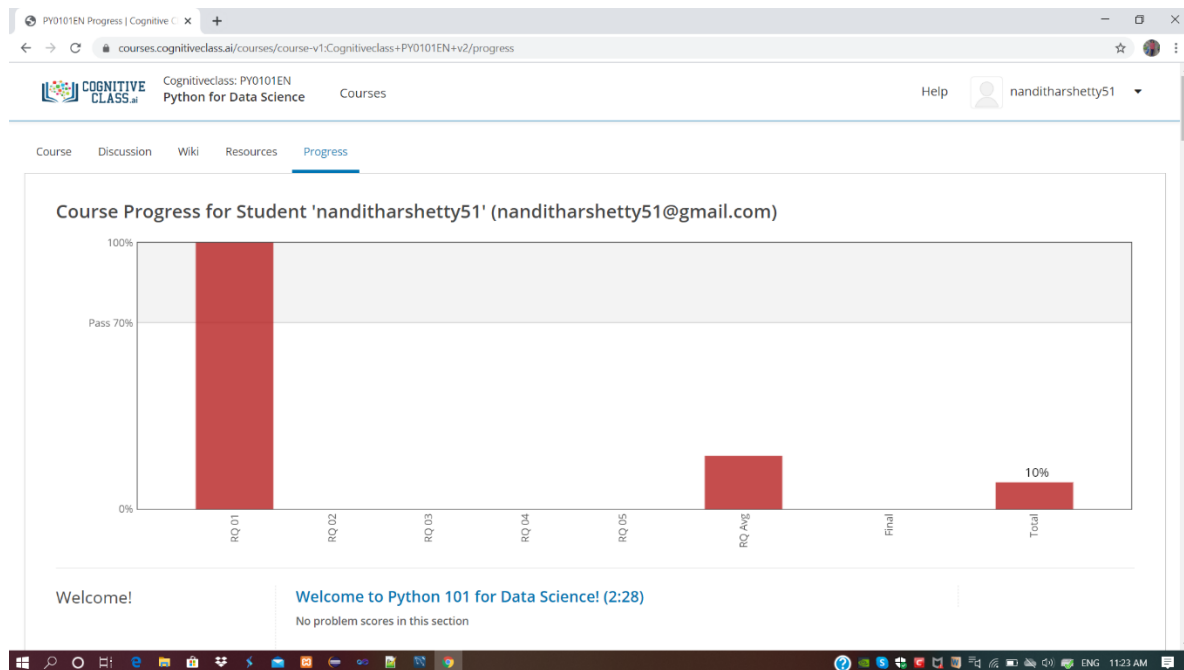 PY0101EN Progress | Cognitive C
courses.cognitiveclass.ai/courses/course-v1:Cognitiveclass+PY0101EN+v2/progress
COGNITIVE
CLASS.ai
Cognitiveclass: PY0101EN
Python for Data Science
Courses
Help
nanditharshetty51
Course Discussion Wiki Resources Progress
Course Progress for Student 'nanditharshetty51' (nanditharshetty51@gmail.com)
100%
Pass 70%
10%
0%
RQ 01
RQ 02
RQ 03
RQ 04
RQ 05
RQ Avg
Final
Total
Welcome!
Welcome to Python 101 for Data Science! (2:28)
No problem scores in this section
ENG 11:23 AM